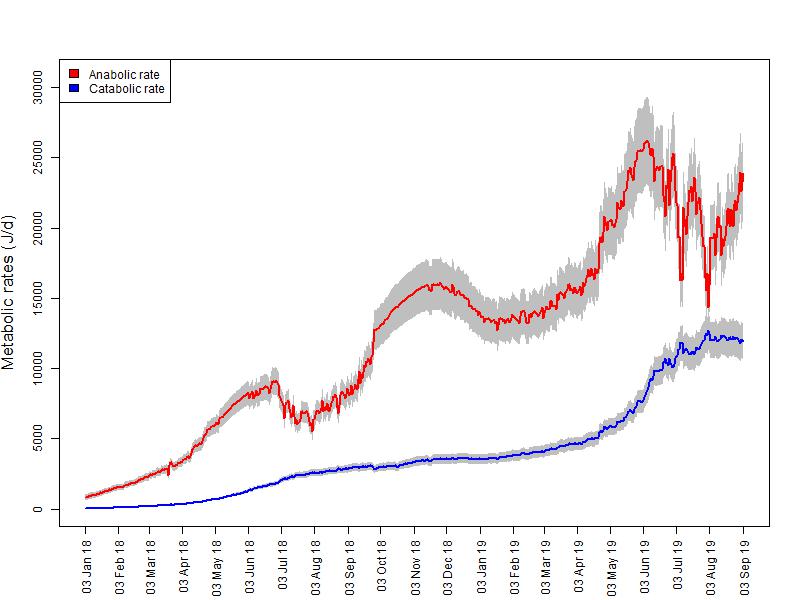 Anabolic rate
Catabolic rate
Metabolic rates (J/d)
30000
25000
20000
15000
10000
5000
0
03 Jan 18
03 Feb 18
03 Mar 18
03 Apr 18
03 May 18
03 Jun 18
03 Jul 18
03 Aug 18
03 Sep 18
03 Oct 18
03 Nov 18
03 Dec 18
03 Jan 19
03 Feb 19
03 Mar 19
03 Apr 19
03 May 19
03 Jun 19
03 Jul 19
03 Aug 19
03 Sep 19